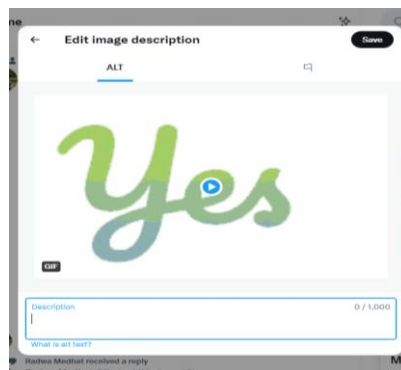 me
← Edit image description Save
ALT
Yes
GIF
Description 0 / 1,000
What is alt text?
Radwa Medhat received a reply
M